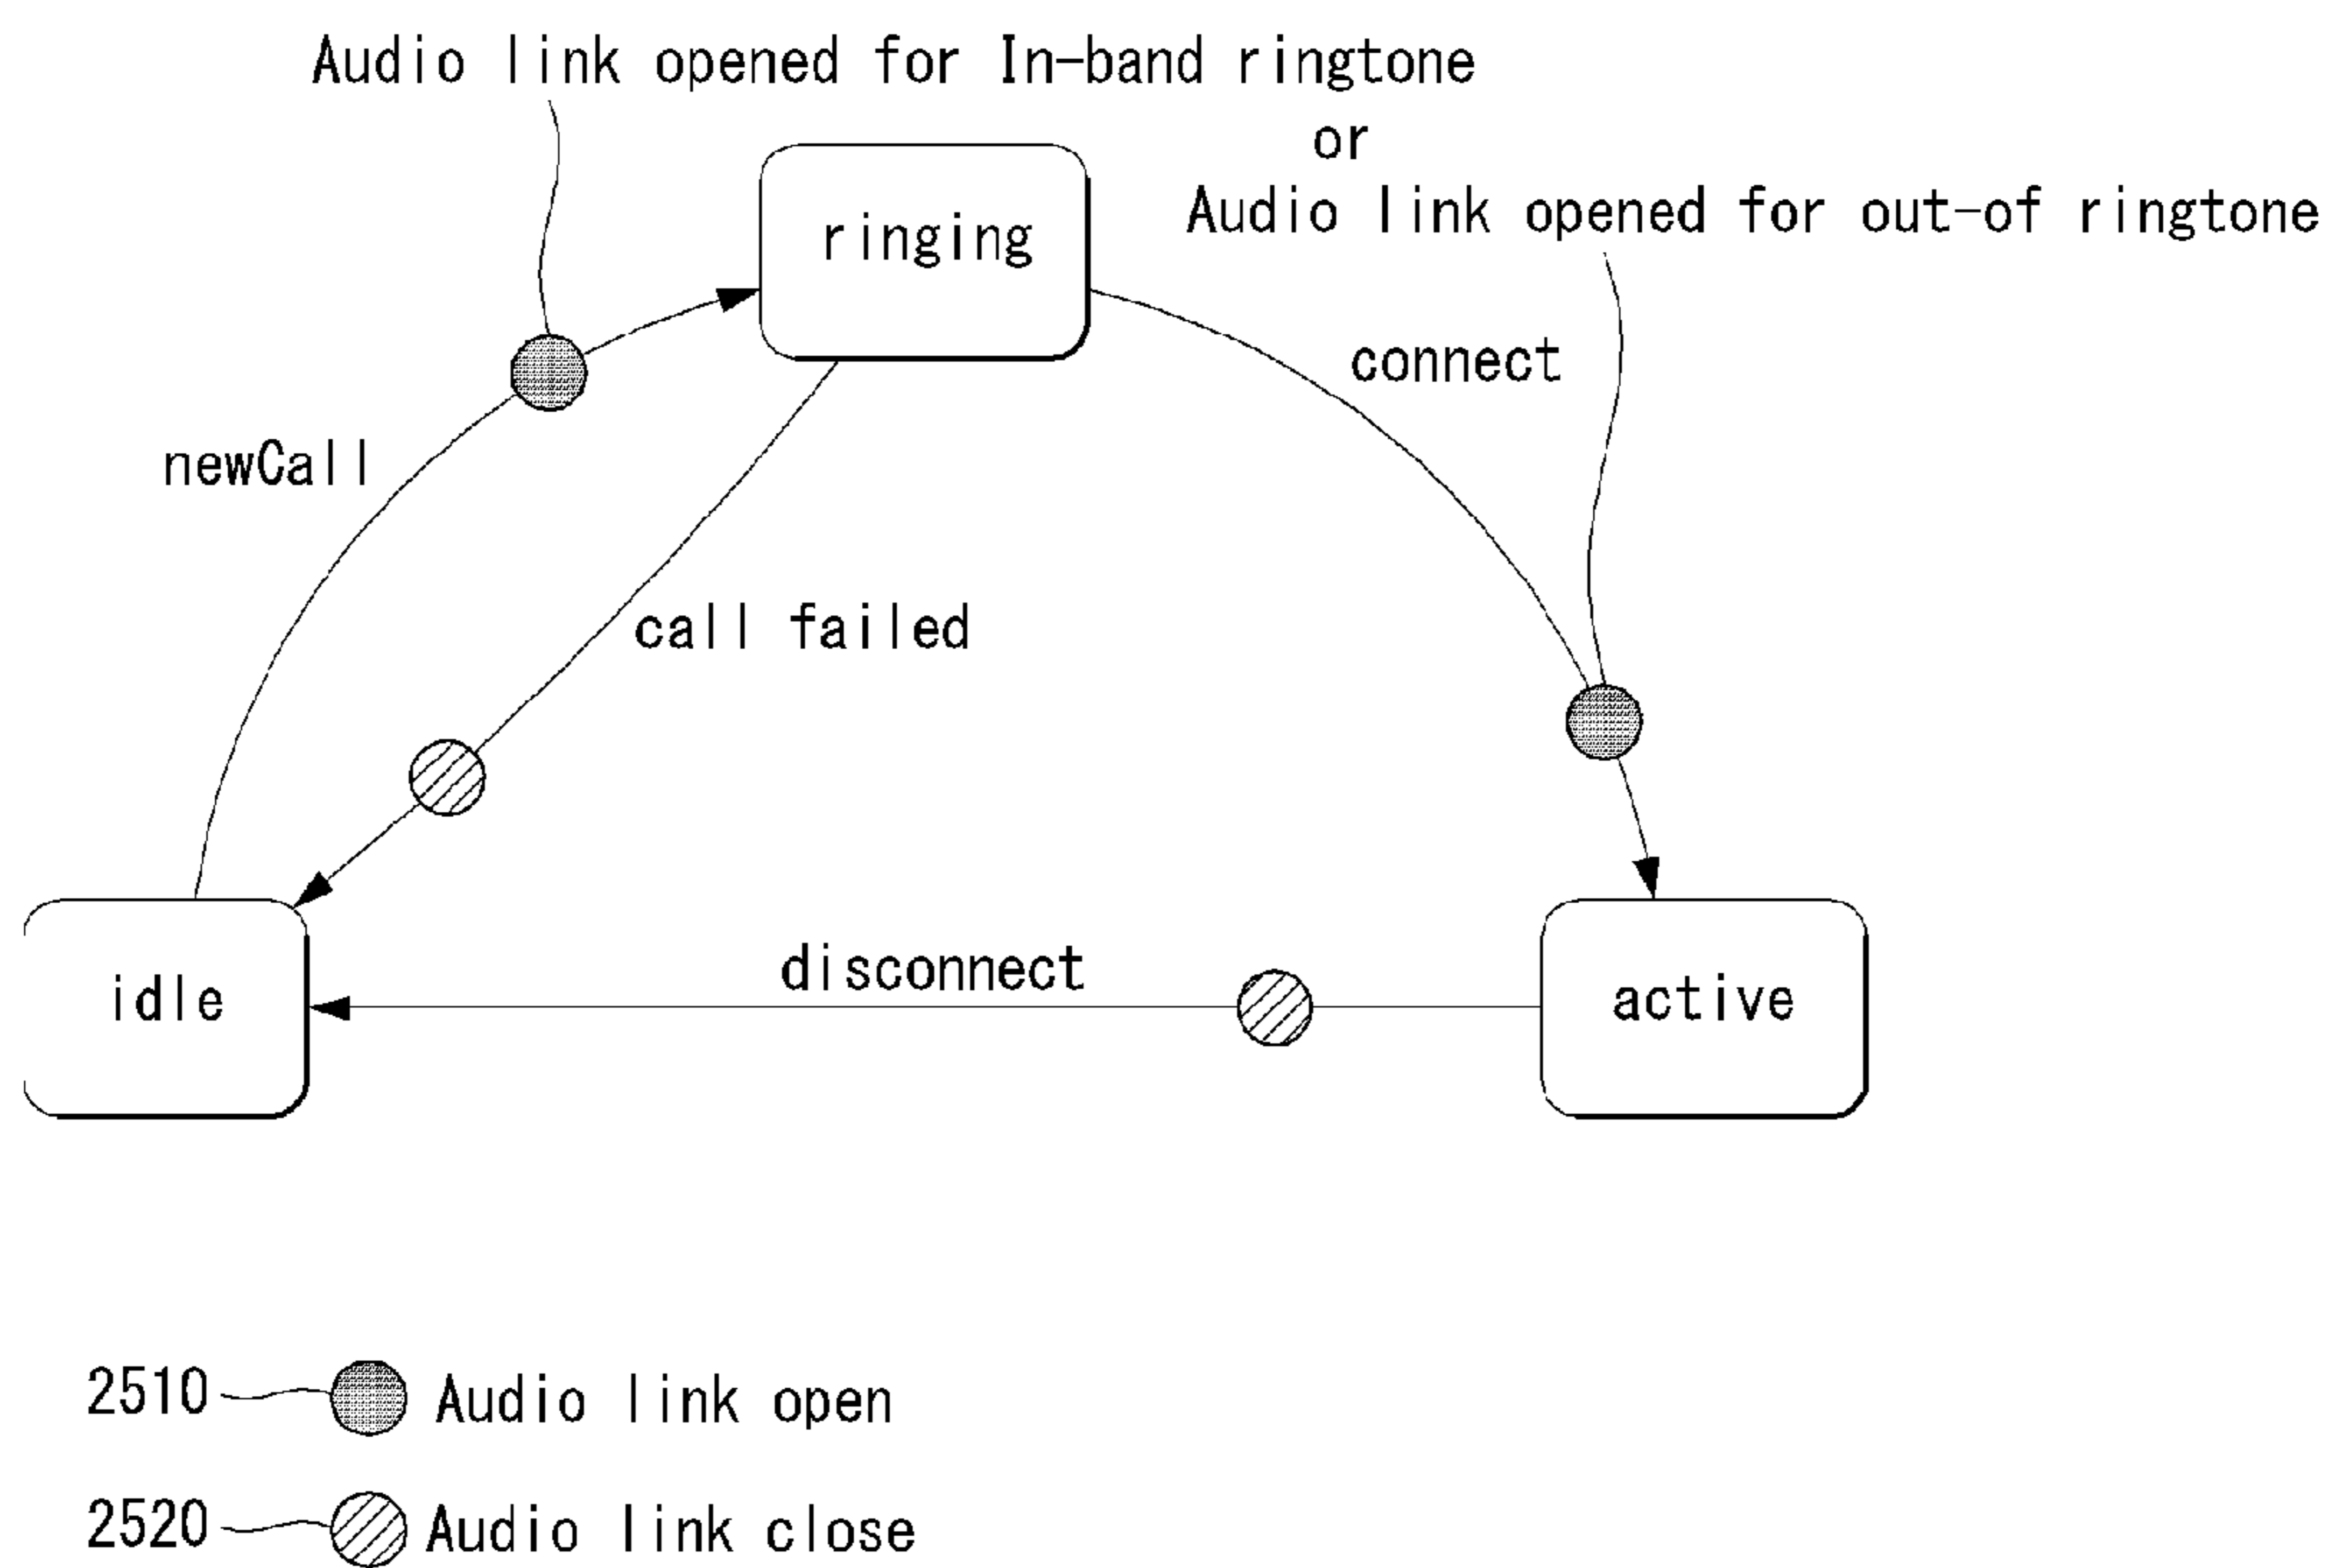 Audio link opened for In-band ringtone
or
Audio link opened for out-of ringtone
ringing
connect
newCall
call failed
disconnect
idle
active
2510 Audio link open
2520 Audio link close